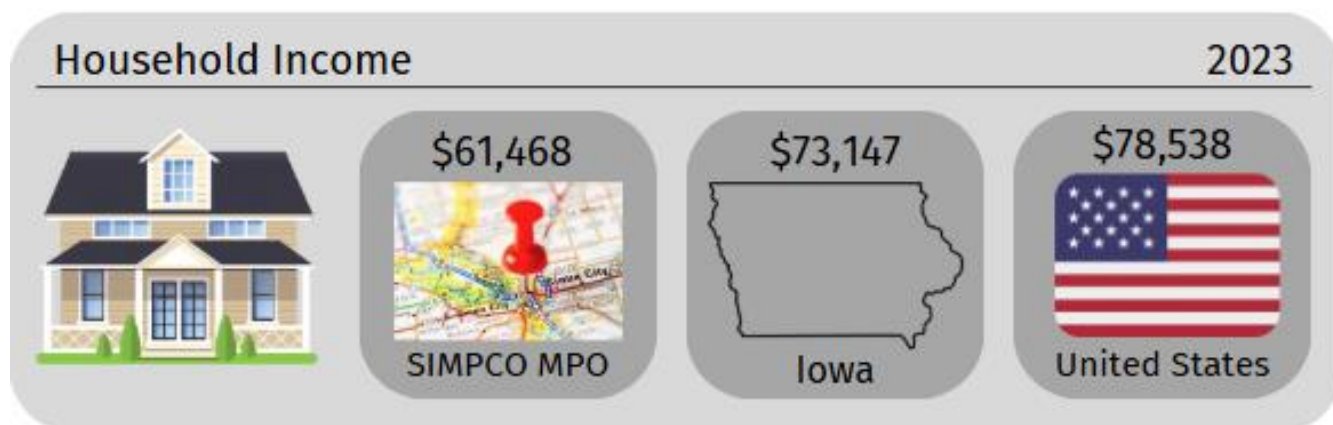 Household Income 2023
$61,468
$73,147
$78,538
SIMPCO MPO
Iowa
United States